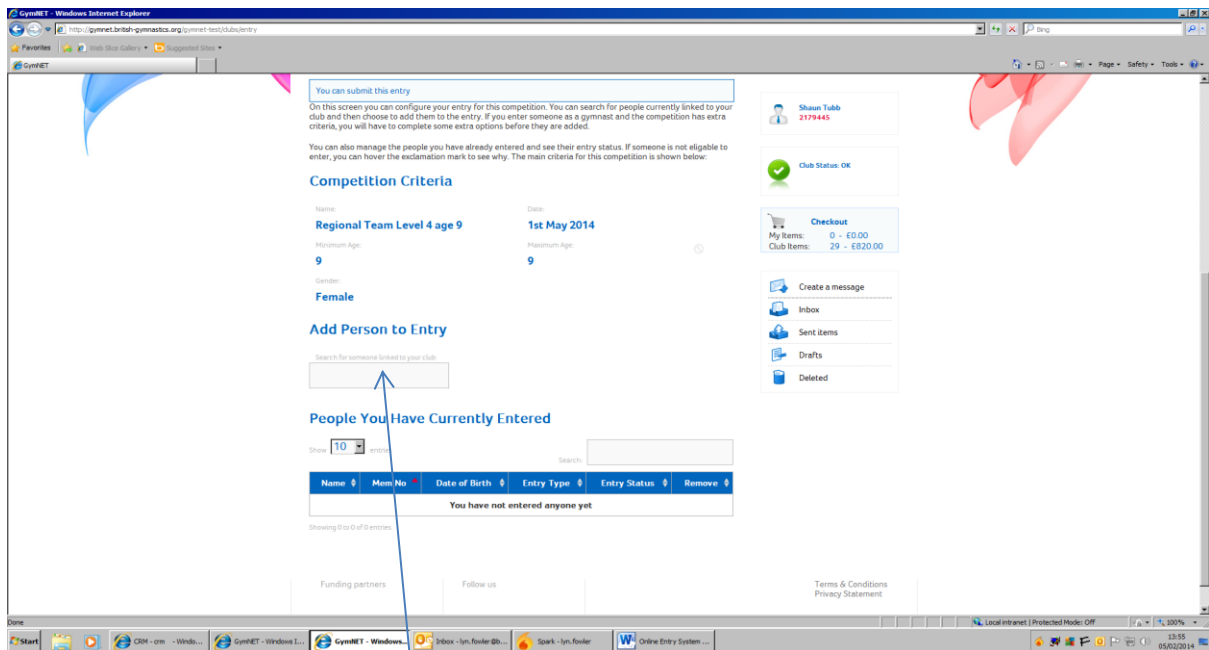 GymNET - Windows Internet Explorer
http://gymnet.british-gymnastics.org/gymnet-test/clubs/entry
Bing
Favorites Web Slice Gallery Suggested Sites
GymNET
Page Safety Tools
You can submit this entry
On this screen you can configure your entry for this competition. You can search for people currently linked to your
club and then choose to add them to the entry. If you enter someone as a gymnast and the competition has extra
criteria, you will have to complete some extra options before they are added.
You can also manage the people you have already entered and see their entry status. If someone is not eligable to
enter, you can hover the exclamation mark to see why. The main criteria for this competition is shown below:
Competition Criteria
Name: Date:
Regional Team Level 4 age 9 1st May 2014
Minimum Age: Maximum Age:
9 9
Gender:
Female
Add Person to Entry
Search for someone linked to your club:
People You Have Currently Entered
Show 10 entries
Search:
Name Mem No Date of Birth Entry Type Entry Status Remove
You have not entered anyone yet
Showing 0 to 0 of 0 entries
Shaun Tubb
2179445
Club Status: OK
Checkout
My Items: 0 - £0.00
Club Items: 29 - £820.00
Create a message
Inbox
Sent items
Drafts
Deleted
Funding partners Follow us Terms & Conditions
Privacy Statement
Done Local intranet | Protected Mode: Off 100%
Start CRM - crm - Windo... GymNET - Windows I... GymNET - Windows... Inbox - lyn.fowler@b... Spark - lyn.fowler Online Entry System ... 13:55
05/02/2014